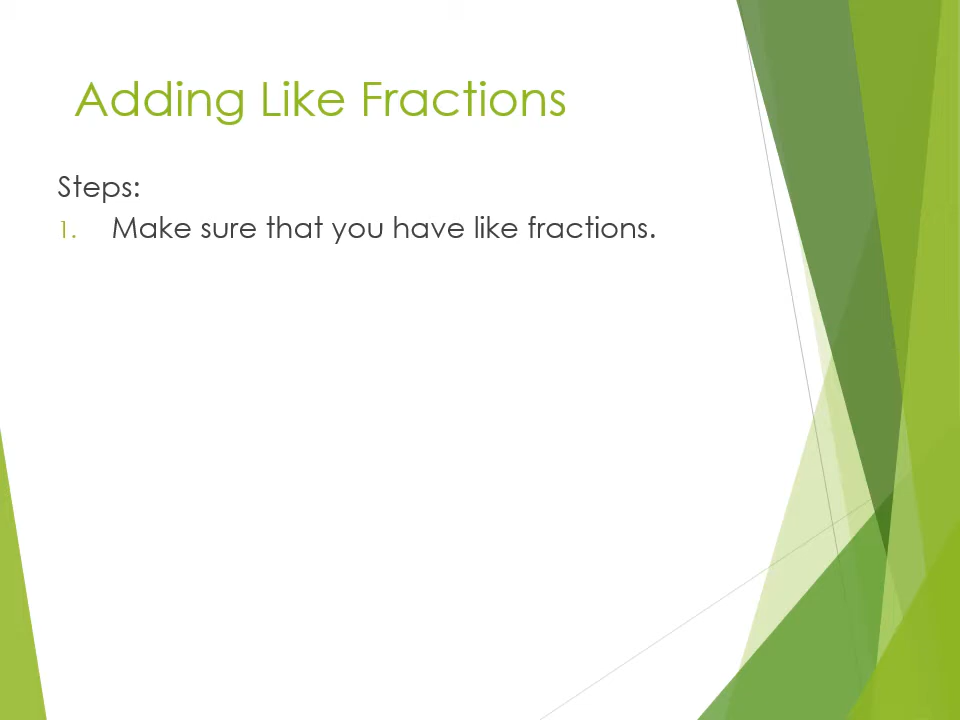 Adding Like Fractions
Steps:
1. Make sure that you have like fractions.